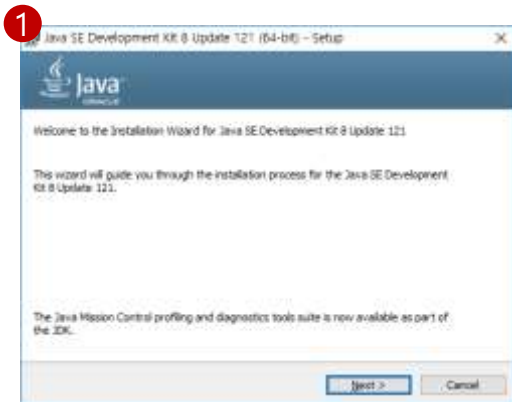 1
Java SE Development Kit 8 Update 121 (64-bit) - Setup
Java
ORACLE
Welcome to the Installation Wizard for Java SE Development Kit 8 Update 121
This wizard will guide you through the installation process for the Java SE Development
Kit 8 Update 121.
The Java Mission Control profiling and diagnostics tools suite is now available as part of
the JDK.
Next >
Cancel